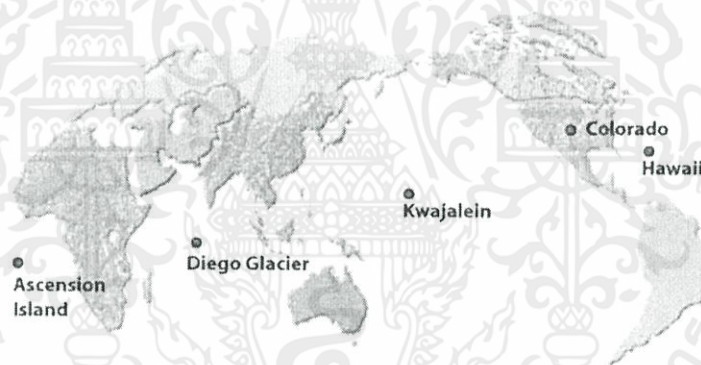 Colorado
Hawaii
Kwajalein
Diego Glacier
Ascension
Island